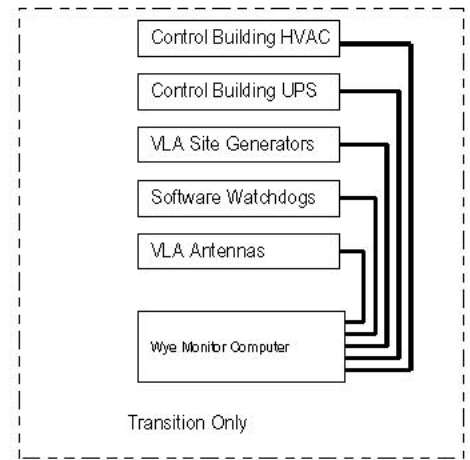 Control Building HVAC
Control Building UPS
VLA Site Generators
Software Watchdogs
VLA Antennas
Wye Monitor Computer
Transition Only